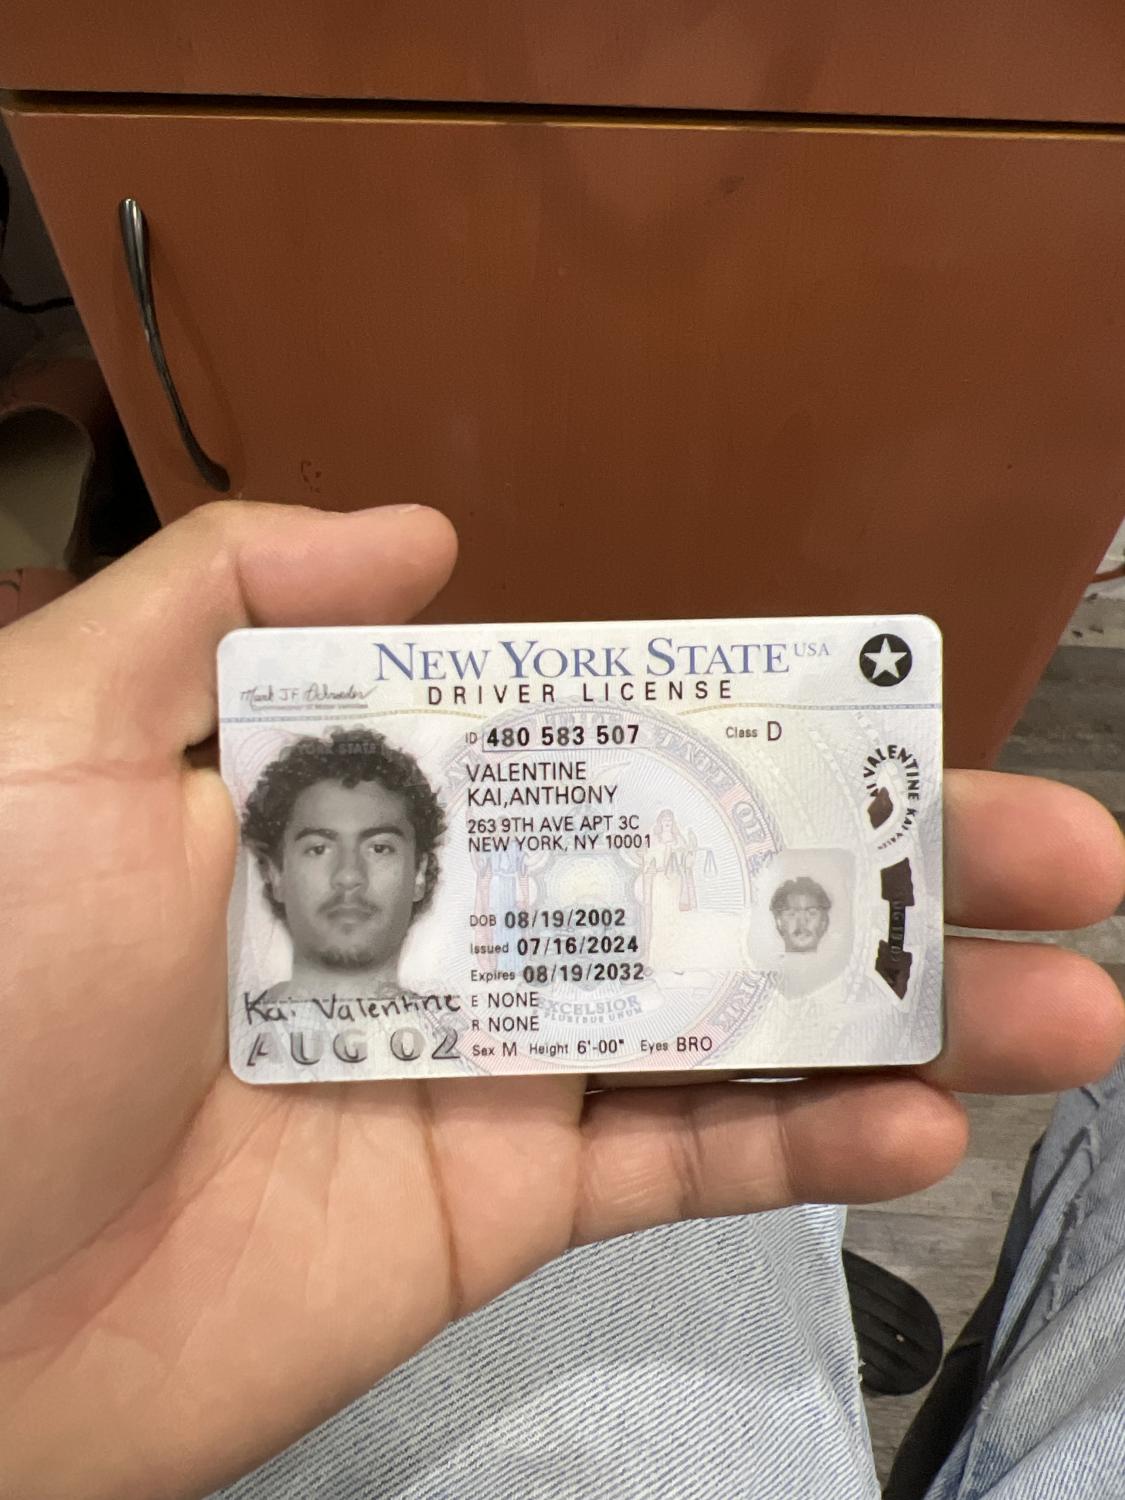 NEW YORK STATE USA
DRIVER LICENSE
ID 480 583 507 Class D
VALENTINE
KAI,ANTHONY
263 9TH AVE APT 3C
NEW YORK, NY 10001
DOB 08/19/2002
Issued 07/16/2024
Expires 08/19/2032
E NONE
R NONE
Sex M Height 6'-00" Eyes BRO
Kai Valentine
AUG 02
EXCELSIOR
E PLURIBUS UNUM
VALENTINE KAI